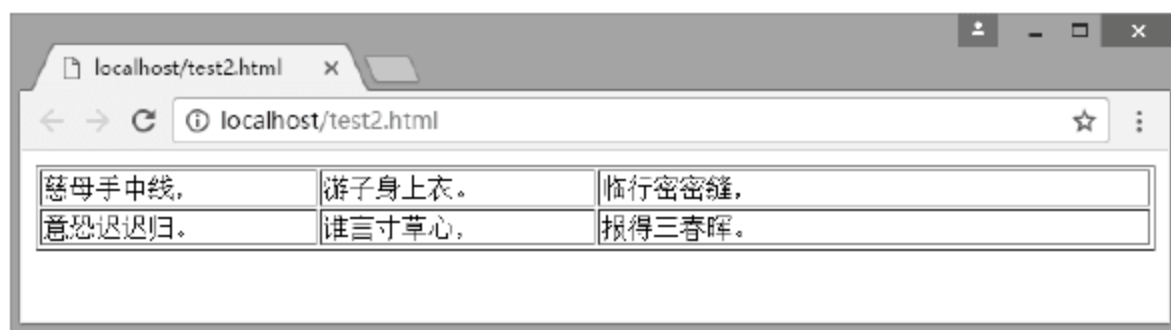 localhost/test2.html
localhost/test2.html
慈母手中线， 游子身上衣。 临行密密缝，
意恐迟迟归。 谁言寸草心， 报得三春晖。